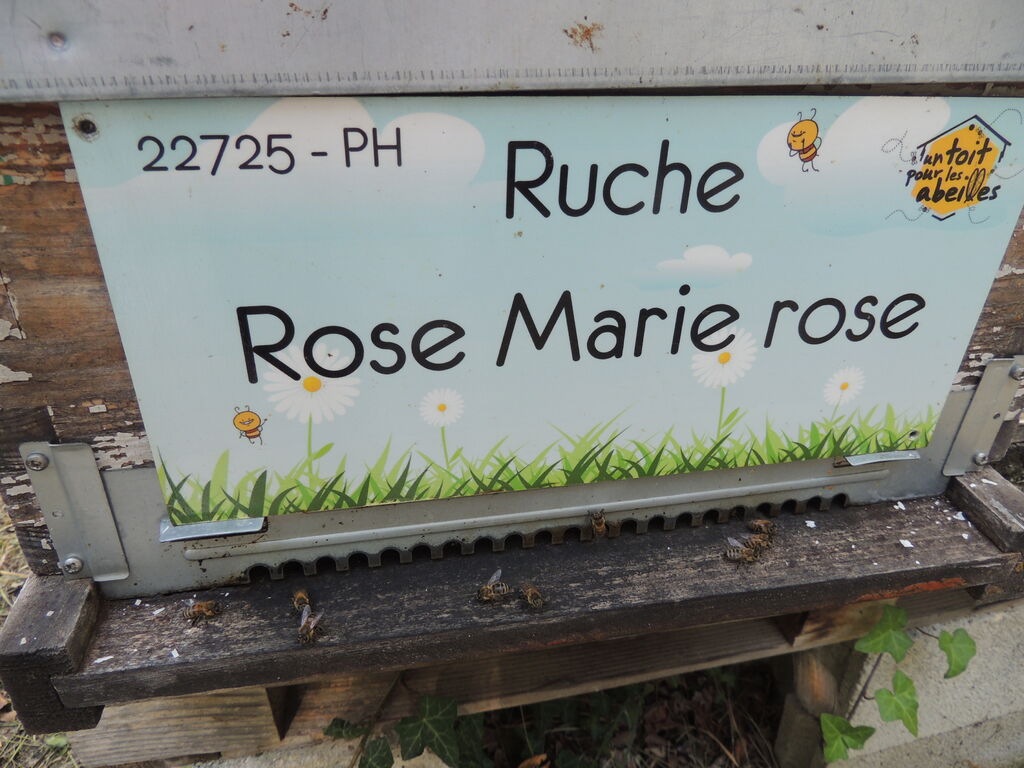 22725 - PH
Ruche
Rose Marie rose
Un toit
pour les
abeilles